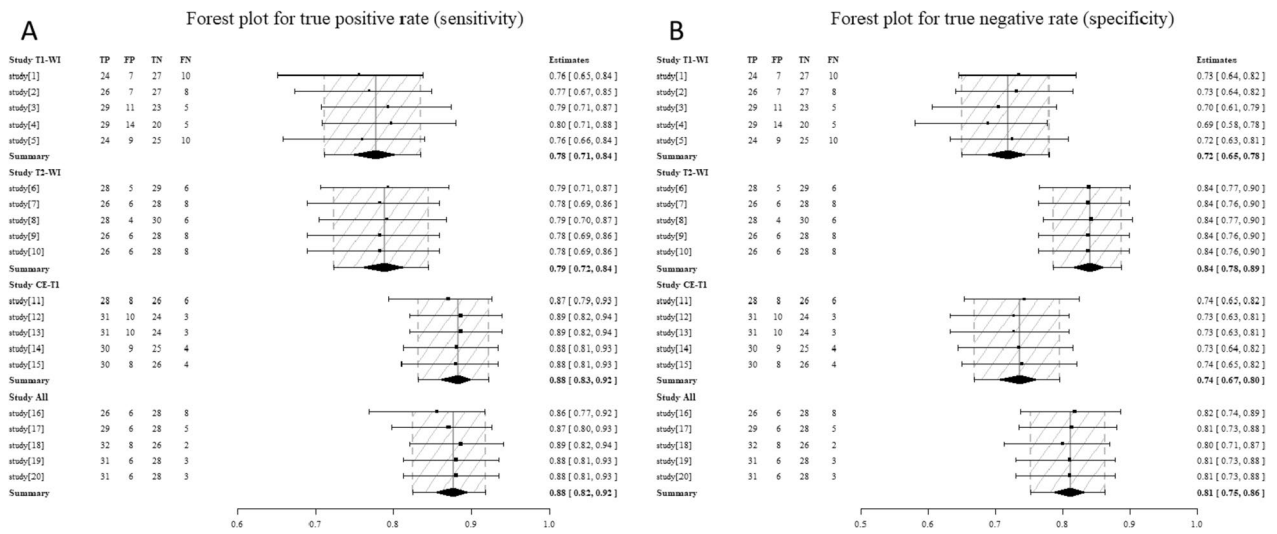 A Forest plot for true positive rate (sensitivity)
Study T1-WI TP FP TN FN Estimates
study[1] 24 7 27 10 0.76 [ 0.65, 0.84 ]
study[2] 26 7 27 8 0.77 [ 0.67, 0.85 ]
study[3] 29 11 23 5 0.79 [ 0.71, 0.87 ]
study[4] 29 14 20 5 0.80 [ 0.71, 0.88 ]
study[5] 24 9 25 10 0.76 [ 0.66, 0.84 ]
Summary 0.78 [ 0.71, 0.84 ]
Study T2-WI
study[6] 28 5 29 6 0.79 [ 0.71, 0.87 ]
study[7] 26 6 28 8 0.78 [ 0.69, 0.86 ]
study[8] 28 4 30 6 0.79 [ 0.70, 0.87 ]
study[9] 26 6 28 8 0.78 [ 0.69, 0.86 ]
study[10] 26 6 28 8 0.78 [ 0.69, 0.86 ]
Summary 0.79 [ 0.72, 0.84 ]
Study CE-T1
study[11] 28 8 26 6 0.87 [ 0.79, 0.93 ]
study[12] 31 10 24 3 0.89 [ 0.82, 0.94 ]
study[13] 31 10 24 3 0.89 [ 0.82, 0.94 ]
study[14] 30 9 25 4 0.88 [ 0.81, 0.93 ]
study[15] 30 8 26 4 0.88 [ 0.81, 0.93 ]
Summary 0.88 [ 0.83, 0.92 ]
Study All
study[16] 26 6 28 8 0.86 [ 0.77, 0.92 ]
study[17] 29 6 28 5 0.87 [ 0.80, 0.93 ]
study[18] 32 8 26 2 0.89 [ 0.82, 0.94 ]
study[19] 31 6 28 3 0.88 [ 0.81, 0.93 ]
study[20] 31 6 28 3 0.88 [ 0.81, 0.93 ]
Summary 0.88 [ 0.82, 0.92 ]
0.6 0.7 0.8 0.9 1.0
B Forest plot for true negative rate (specificity)
Study T1-WI TP FP TN FN Estimates
study[1] 24 7 27 10 0.73 [ 0.64, 0.82 ]
study[2] 26 7 27 8 0.73 [ 0.64, 0.82 ]
study[3] 29 11 23 5 0.70 [ 0.61, 0.79 ]
study[4] 29 14 20 5 0.69 [ 0.58, 0.78 ]
study[5] 24 9 25 10 0.72 [ 0.63, 0.81 ]
Summary 0.72 [ 0.65, 0.78 ]
Study T2-WI
study[6] 28 5 29 6 0.84 [ 0.77, 0.90 ]
study[7] 26 6 28 8 0.84 [ 0.76, 0.90 ]
study[8] 28 4 30 6 0.84 [ 0.77, 0.90 ]
study[9] 26 6 28 8 0.84 [ 0.76, 0.90 ]
study[10] 26 6 28 8 0.84 [ 0.76, 0.90 ]
Summary 0.84 [ 0.78, 0.89 ]
Study CE-T1
study[11] 28 8 26 6 0.74 [ 0.65, 0.82 ]
study[12] 31 10 24 3 0.73 [ 0.63, 0.81 ]
study[13] 31 10 24 3 0.73 [ 0.63, 0.81 ]
study[14] 30 9 25 4 0.73 [ 0.64, 0.82 ]
study[15] 30 8 26 4 0.74 [ 0.65, 0.82 ]
Summary 0.74 [ 0.67, 0.80 ]
Study All
study[16] 26 6 28 8 0.82 [ 0.74, 0.89 ]
study[17] 29 6 28 5 0.81 [ 0.73, 0.88 ]
study[18] 32 8 26 2 0.80 [ 0.71, 0.87 ]
study[19] 31 6 28 3 0.81 [ 0.73, 0.88 ]
study[20] 31 6 28 3 0.81 [ 0.73, 0.88 ]
Summary 0.81 [ 0.75, 0.86 ]
0.5 0.6 0.7 0.8 0.9 1.0